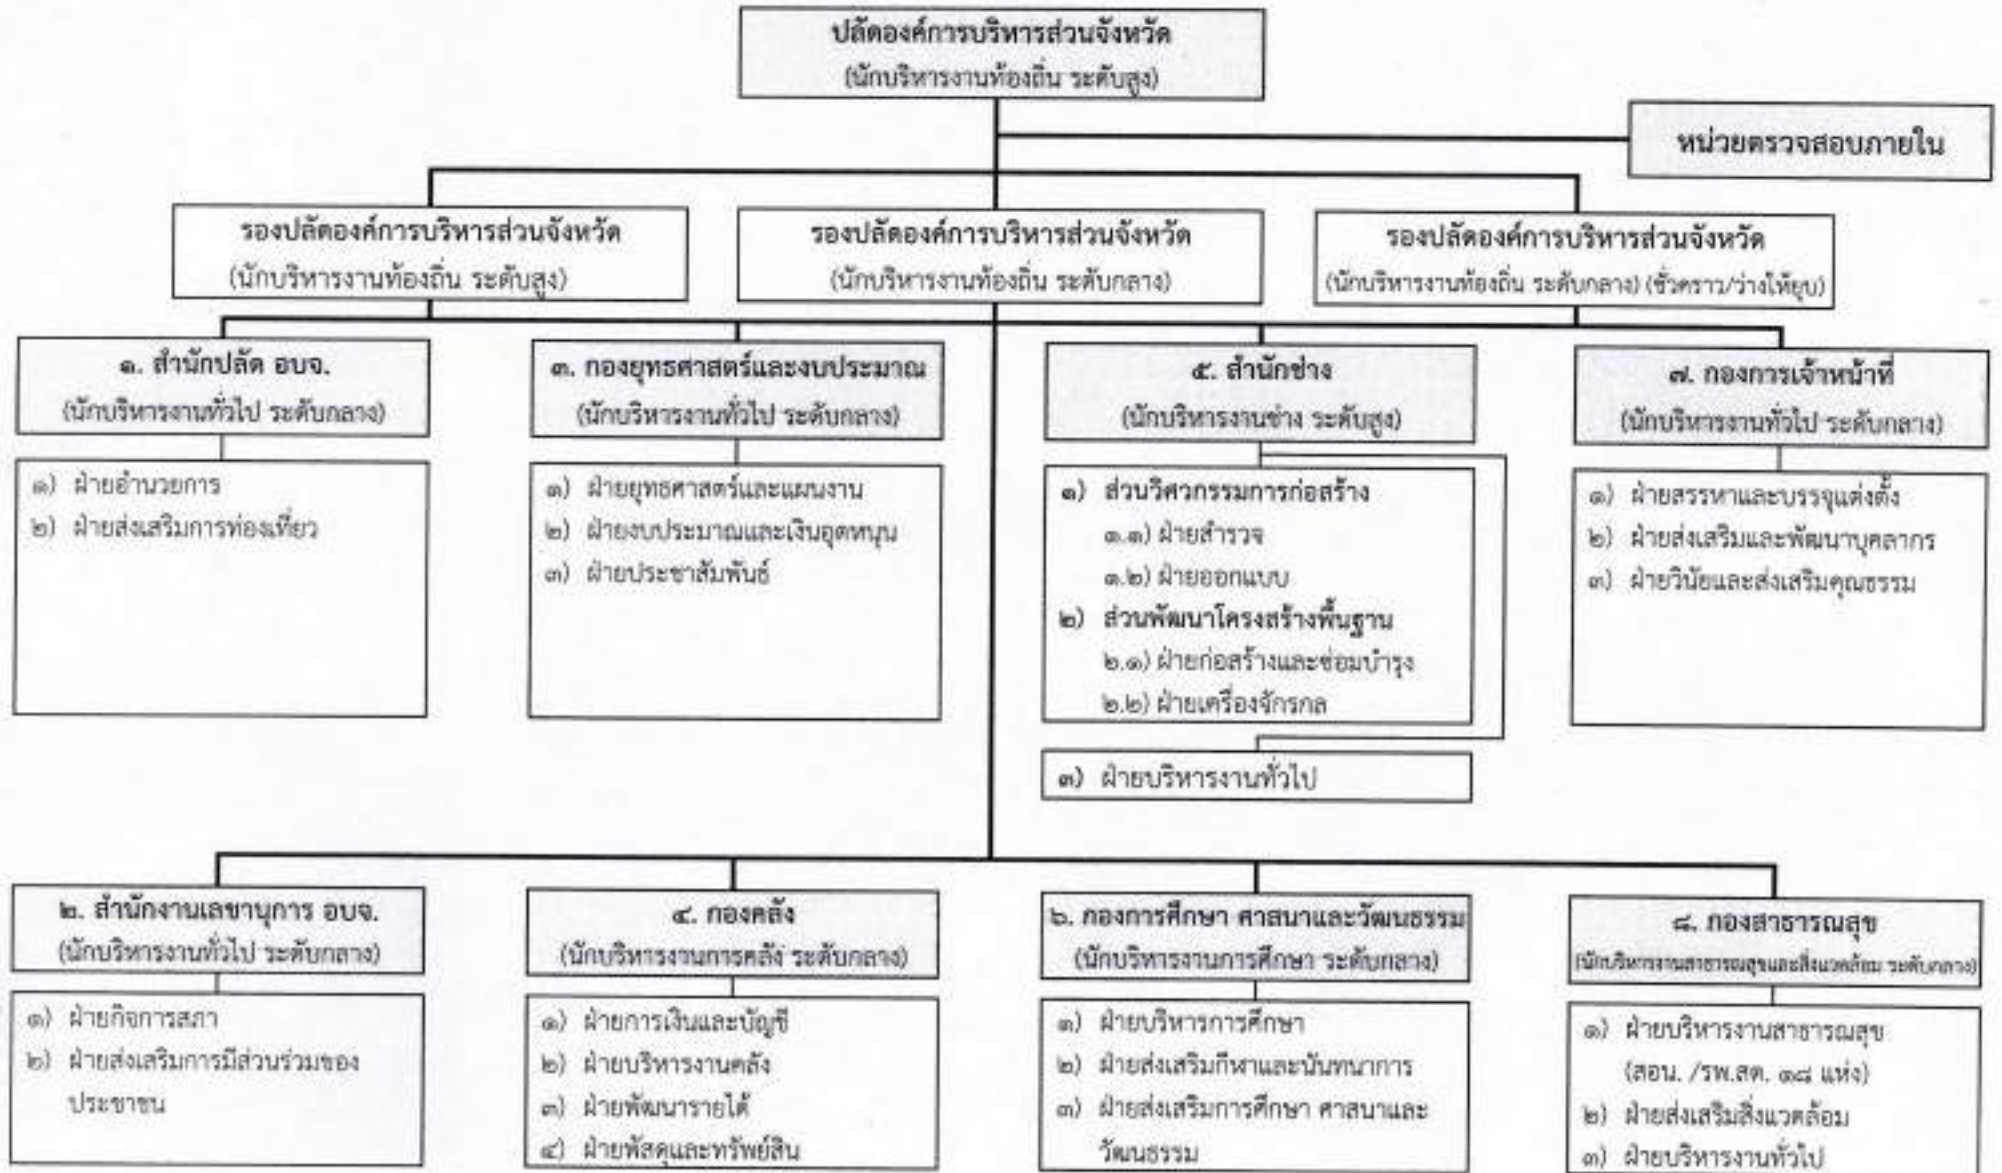 ปลัดองค์การบริหารส่วนจังหวัด
(นักบริหารงานท้องถิ่น ระดับสูง)
หน่วยตรวจสอบภายใน
รองปลัดองค์การบริหารส่วนจังหวัด
(นักบริหารงานท้องถิ่น ระดับสูง)
รองปลัดองค์การบริหารส่วนจังหวัด
(นักบริหารงานท้องถิ่น ระดับกลาง)
รองปลัดองค์การบริหารส่วนจังหวัด
(นักบริหารงานท้องถิ่น ระดับกลาง) (ชั่วคราว/ว่างให้ยุบ)
๑. สำนักปลัด อบจ.
(นักบริหารงานทั่วไป ระดับกลาง)
๑) ฝ่ายอำนวยการ
๒) ฝ่ายส่งเสริมการท่องเที่ยว
๓. กองยุทธศาสตร์และงบประมาณ
(นักบริหารงานทั่วไป ระดับกลาง)
๑) ฝ่ายยุทธศาสตร์และแผนงาน
๒) ฝ่ายงบประมาณและเงินอุดหนุน
๓) ฝ่ายประชาสัมพันธ์
๕. สำนักช่าง
(นักบริหารงานช่าง ระดับสูง)
๑) ส่วนวิศวกรรมการก่อสร้าง
๑.๑) ฝ่ายสำรวจ
๑.๒) ฝ่ายออกแบบ
๒) ส่วนพัฒนาโครงสร้างพื้นฐาน
๒.๑) ฝ่ายก่อสร้างและซ่อมบำรุง
๒.๒) ฝ่ายเครื่องจักรกล
๓) ฝ่ายบริหารงานทั่วไป
๗. กองการเจ้าหน้าที่
(นักบริหารงานทั่วไป ระดับกลาง)
๑) ฝ่ายสรรหาและบรรจุแต่งตั้ง
๒) ฝ่ายส่งเสริมและพัฒนาบุคลากร
๓) ฝ่ายวินัยและส่งเสริมคุณธรรม
๒. สำนักงานเลขานุการ อบจ.
(นักบริหารงานทั่วไป ระดับกลาง)
๑) ฝ่ายกิจการสภา
๒) ฝ่ายส่งเสริมการมีส่วนร่วมของ
ประชาชน
๔. กองคลัง
(นักบริหารงานการคลัง ระดับกลาง)
๑) ฝ่ายการเงินและบัญชี
๒) ฝ่ายบริหารงานคลัง
๓) ฝ่ายพัฒนารายได้
๔) ฝ่ายพัสดุและทรัพย์สิน
๖. กองการศึกษา ศาสนาและวัฒนธรรม
(นักบริหารงานการศึกษา ระดับกลาง)
๑) ฝ่ายบริหารการศึกษา
๒) ฝ่ายส่งเสริมกีฬาและนันทนาการ
๓) ฝ่ายส่งเสริมการศึกษา ศาสนาและ
วัฒนธรรม
๘. กองสาธารณสุข
(นักบริหารงานสาธารณสุขและสิ่งแวดล้อม ระดับกลาง)
๑) ฝ่ายบริหารงานสาธารณสุข
(สอน. /รพ.สต. ๑๘ แห่ง)
๒) ฝ่ายส่งเสริมสิ่งแวดล้อม
๓) ฝ่ายบริหารงานทั่วไป